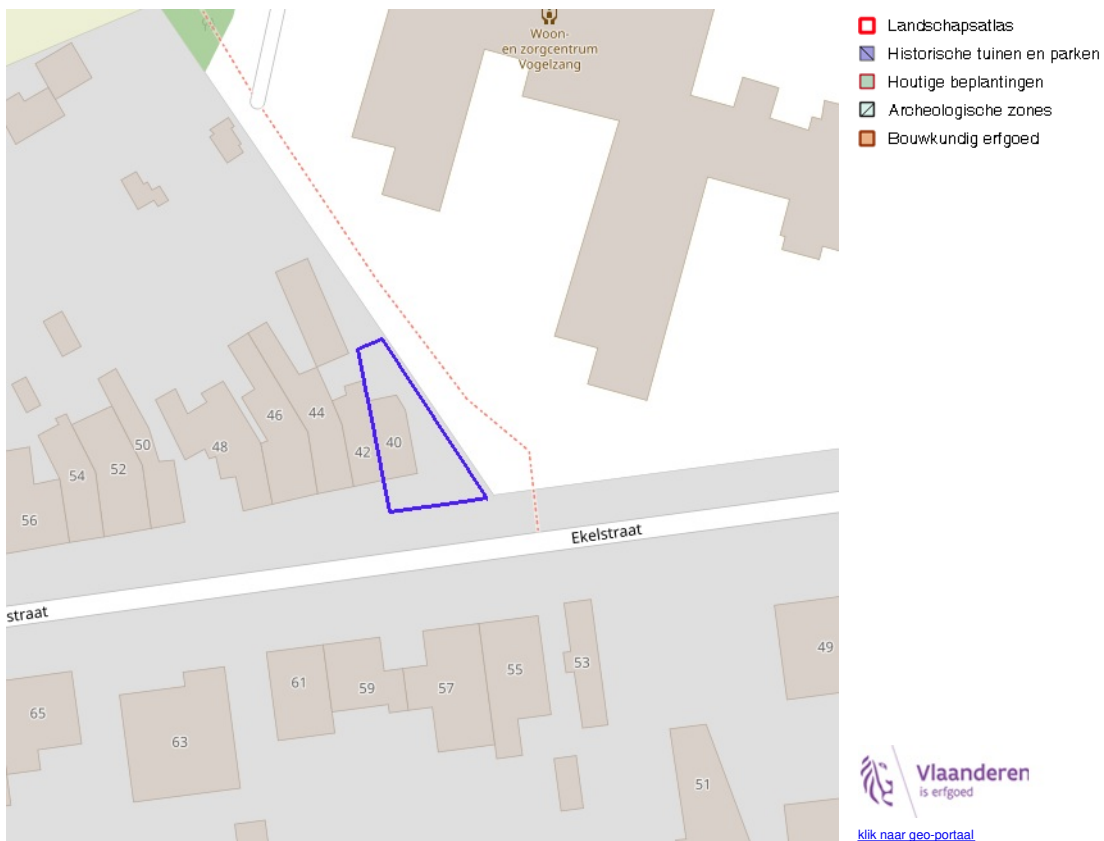 Woon-
en zorgcentrum
Vogelzang
Landschapsatlas
Historische tuinen en parken
Houtige beplantingen
Archeologische zones
Bouwkundig erfgoed
46
44
42
40
48
50
52
54
56
Ekelstraat
straat
61
59
57
55
53
49
65
63
51
Vlaanderen
is erfgoed
klik naar geo-portaal